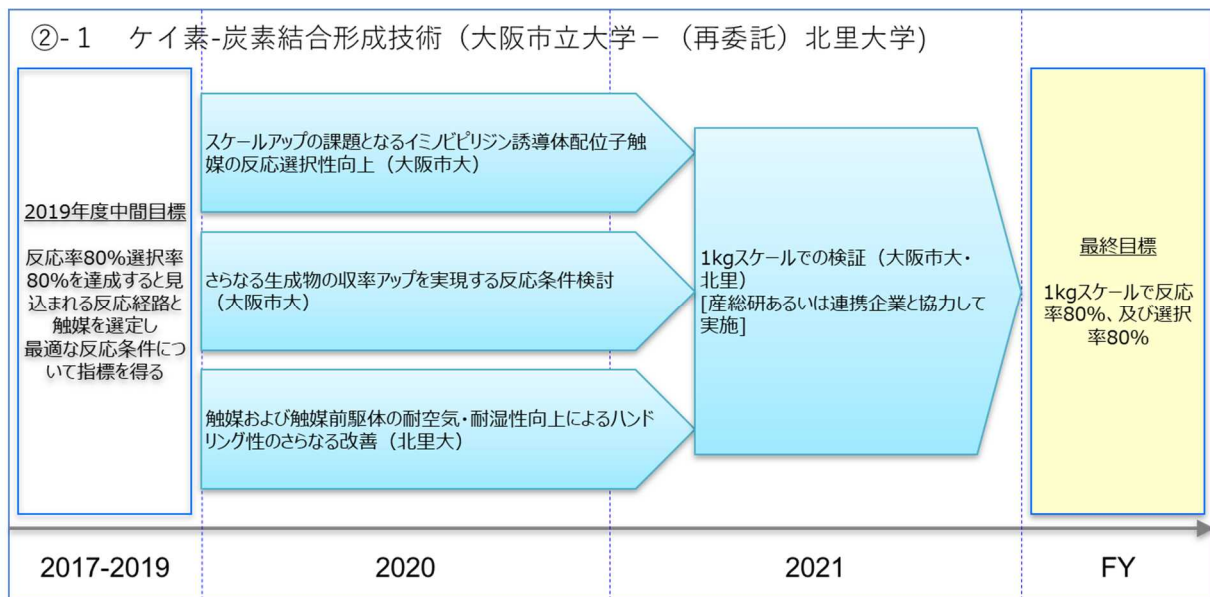 ②-１　ケイ素-炭素結合形成技術（大阪市立大学－（再委託）北里大学)
2019年度中間目標
反応率80%選択率
80%を達成すると見
込まれる反応経路と
触媒を選定し
最適な反応条件につ
いて指標を得る
スケールアップの課題となるイミノビピリジン誘導体配位子触
媒の反応選択性向上（大阪市大）
さらなる生成物の収率アップを実現する反応条件検討
（大阪市大）
触媒および触媒前駆体の耐空気・耐湿性向上によるハンド
リング性のさらなる改善（北里大）
1kgスケールでの検証（大阪市大・
北里）
[産総研あるいは連携企業と協力して
実施]
最終目標
1kgスケールで反応
率80%、及び選択
率80%
2017-2019
2020
2021
FY